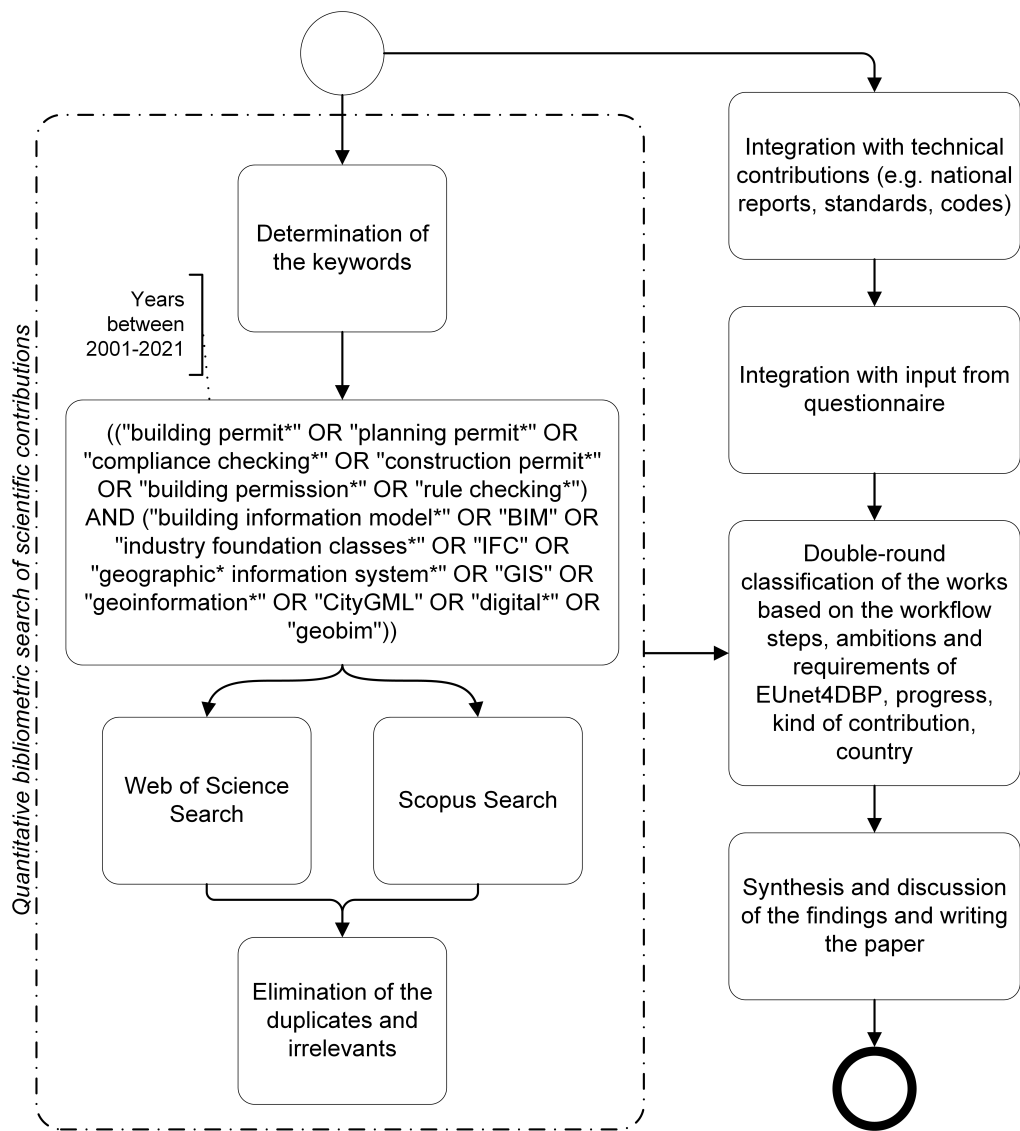 Quantitative bibliometric search of scientific contributions
Determination of
the keywords
Years
between
2001-2021
(("building permit*" OR "planning permit*" OR
"compliance checking*" OR "construction permit*"
OR "building permission*" OR "rule checking*")
AND ("building information model*" OR "BIM" OR
"industry foundation classes*" OR "IFC" OR
"geographic* information system*" OR "GIS" OR
"geoinformation*" OR "CityGML" OR "digital*" OR
"geobim"))
Web of Science
Search
Scopus Search
Elimination of the
duplicates and
irrelevants
Integration with technical
contributions (e.g. national
reports, standards, codes)
Integration with input from
questionnaire
Double-round
classification of the works
based on the workflow
steps, ambitions and
requirements of
EUnet4DBP, progress,
kind of contribution,
country
Synthesis and discussion
of the findings and writing
the paper